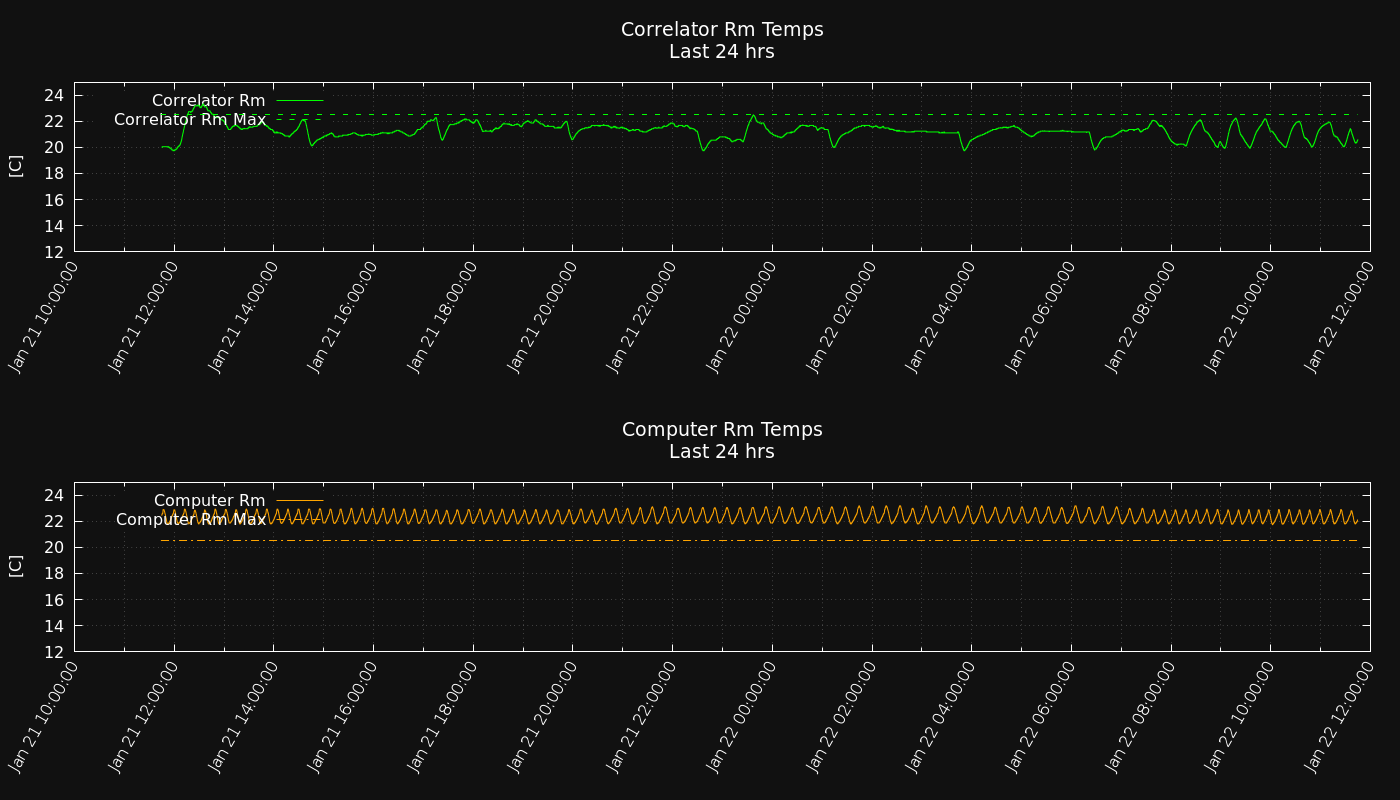 Correlator Rm Temps
Last 24 hrs
24
22
20
18
16
14
12
[C]
Correlator Rm
Correlator Rm Max
Jan 21 10:00:00
Jan 21 12:00:00
Jan 21 14:00:00
Jan 21 16:00:00
Jan 21 18:00:00
Jan 21 20:00:00
Jan 21 22:00:00
Jan 22 00:00:00
Jan 22 02:00:00
Jan 22 04:00:00
Jan 22 06:00:00
Jan 22 08:00:00
Jan 22 10:00:00
Jan 22 12:00:00
Computer Rm Temps
Last 24 hrs
24
22
20
18
16
14
12
[C]
Computer Rm
Computer Rm Max
Jan 21 10:00:00
Jan 21 12:00:00
Jan 21 14:00:00
Jan 21 16:00:00
Jan 21 18:00:00
Jan 21 20:00:00
Jan 21 22:00:00
Jan 22 00:00:00
Jan 22 02:00:00
Jan 22 04:00:00
Jan 22 06:00:00
Jan 22 08:00:00
Jan 22 10:00:00
Jan 22 12:00:00